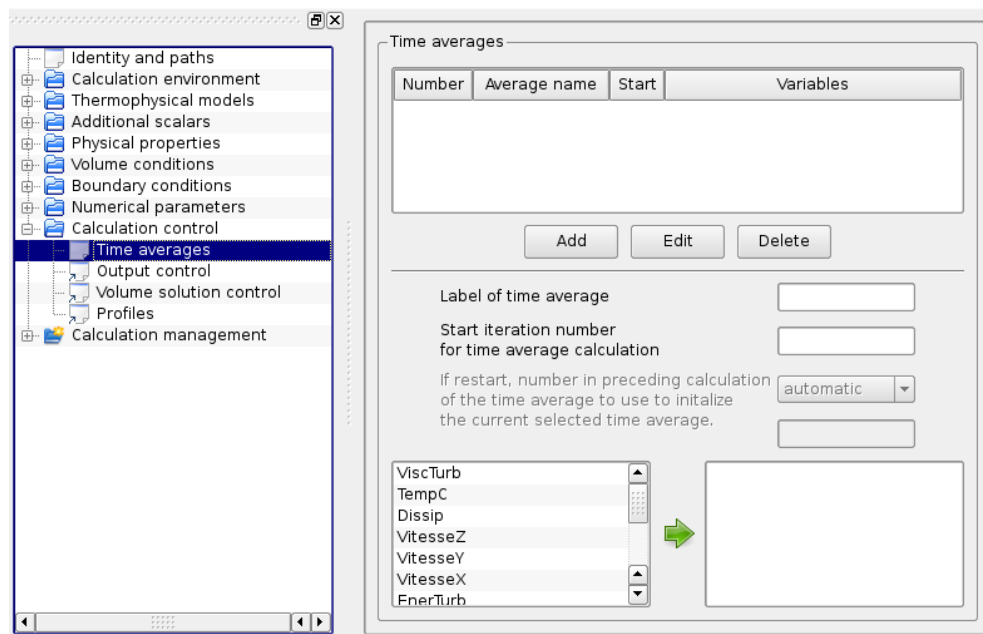 Identity and paths
Calculation environment
Thermophysical models
Additional scalars
Physical properties
Volume conditions
Boundary conditions
Numerical parameters
Calculation control
Time averages
Output control
Volume solution control
Profiles
Calculation management
Time averages
Number Average name Start Variables
Add Edit Delete
Label of time average
Start iteration number
for time average calculation
If restart, number in preceding calculation
of the time average to use to initalize
the current selected time average.
automatic
ViscTurb
TempC
Dissip
VitesseZ
VitesseY
VitesseX
EnerTurb